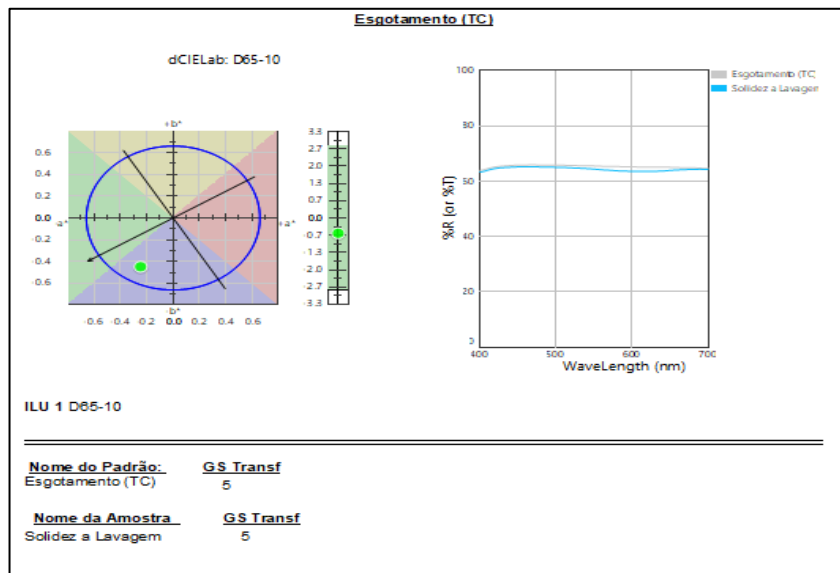 Esgotamento (TC)
dCIELab: D65-10
+b*
0.6
0.4
0.2
0.0
a*
0.2
0.4
0.6
+a*
-b*
-0.6 -0.4 -0.2 0.0 0.2 0.4 0.6
3.3
2.7
2.0
1.3
0.7
0.0
-0.7
-1.3
-2.0
-2.7
-3.3
100
80
60
40
20
0
%R (or %T)
400 500 600 700
WaveLength (nm)
Esgotamento (TC)
Solidez a Lavagem
ILU 1 D65-10
Nome do Padrão: GS Transf
Esgotamento (TC) 5
Nome da Amostra GS Transf
Solidez a Lavagem 5